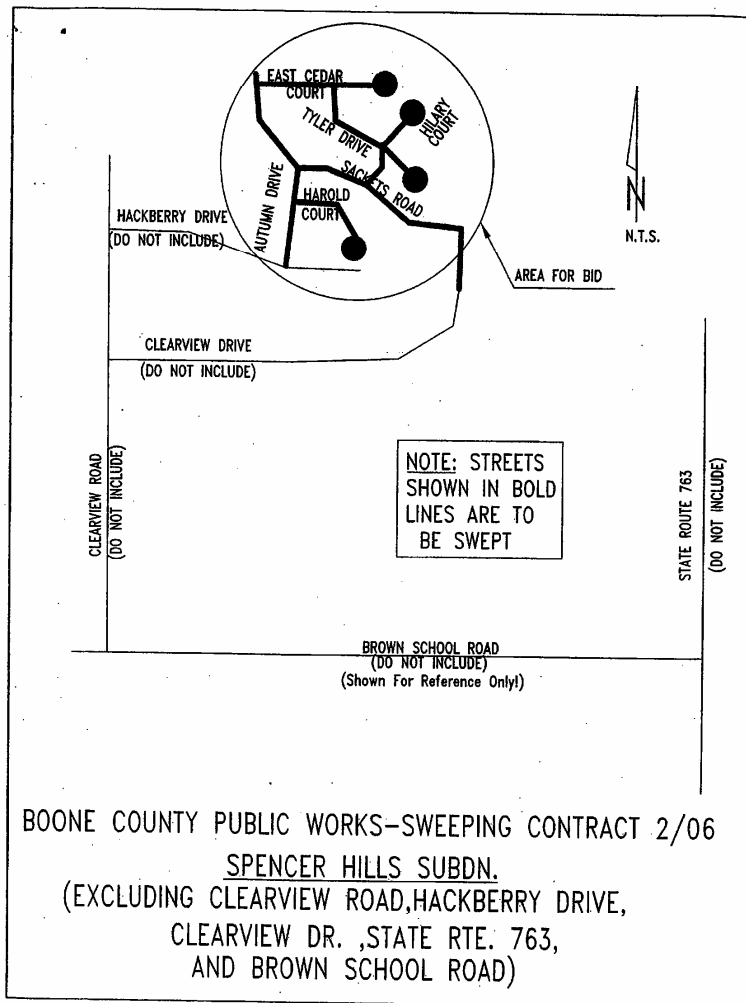 EAST CEDAR
COURT
TYLER DRIVE
HILARY
COURT
SACKETS ROAD
AUTUMN DRIVE
HAROLD
COURT
HACKBERRY DRIVE
(DO NOT INCLUDE)
N
N.T.S.
AREA FOR BID
CLEARVIEW DRIVE
(DO NOT INCLUDE)
CLEARVIEW ROAD
(DO NOT INCLUDE)
NOTE: STREETS
SHOWN IN BOLD
LINES ARE TO
BE SWEPT
STATE ROUTE 763
(DO NOT INCLUDE)
BROWN SCHOOL ROAD
(DO NOT INCLUDE)
(Shown For Reference Only!)
BOONE COUNTY PUBLIC WORKS-SWEEPING CONTRACT 2/06
SPENCER HILLS SUBDN.
(EXCLUDING CLEARVIEW ROAD,HACKBERRY DRIVE,
CLEARVIEW DR. ,STATE RTE. 763,
AND BROWN SCHOOL ROAD)